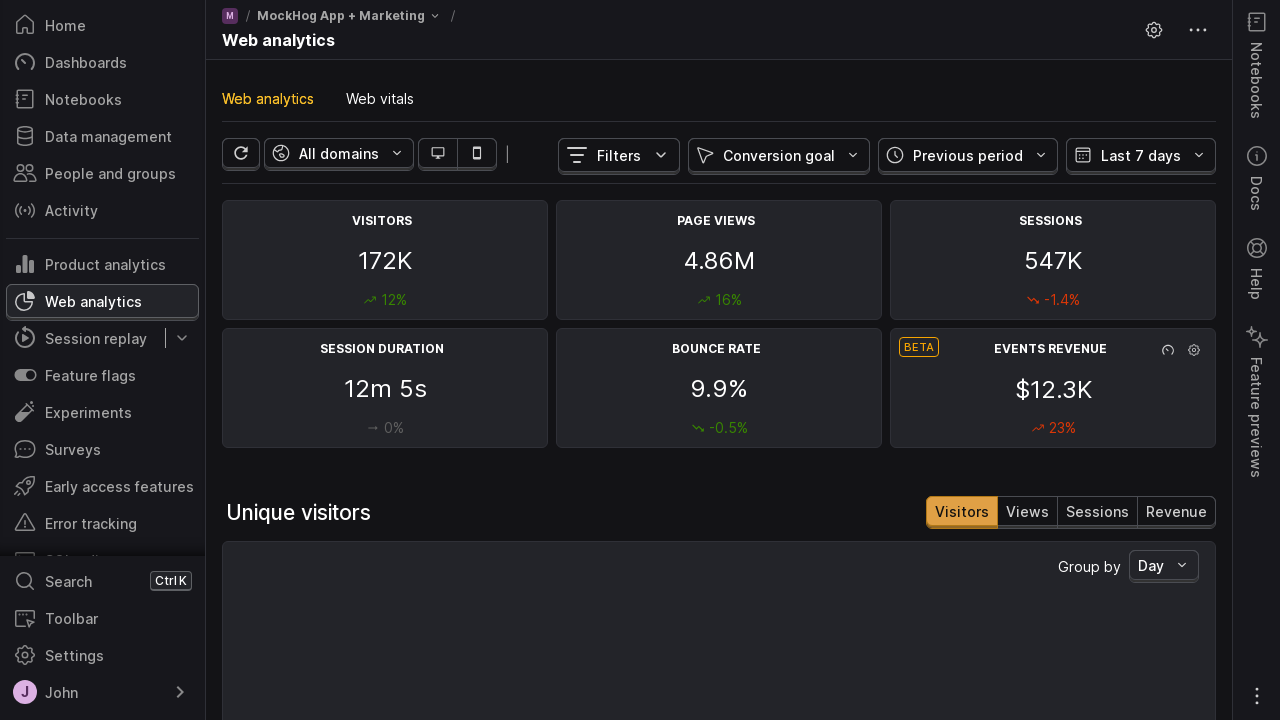 Home
Dashboards
Notebooks
Data management
People and groups
Activity
Product analytics
Web analytics
Session replay
Feature flags
Experiments
Surveys
Early access features
Error tracking
Search Ctrl K
Toolbar
Settings
J John
M / MockHog App + Marketing /
Web analytics
Web analytics Web vitals
All domains Filters Conversion goal Previous period Last 7 days
VISITORS
172K
12%
PAGE VIEWS
4.86M
16%
SESSIONS
547K
-1.4%
SESSION DURATION
12m 5s
0%
BOUNCE RATE
9.9%
-0.5%
BETA EVENTS REVENUE
$12.3K
23%
Unique visitors
Visitors Views Sessions Revenue
Group by Day
Notebooks
Docs
Help
Feature previews